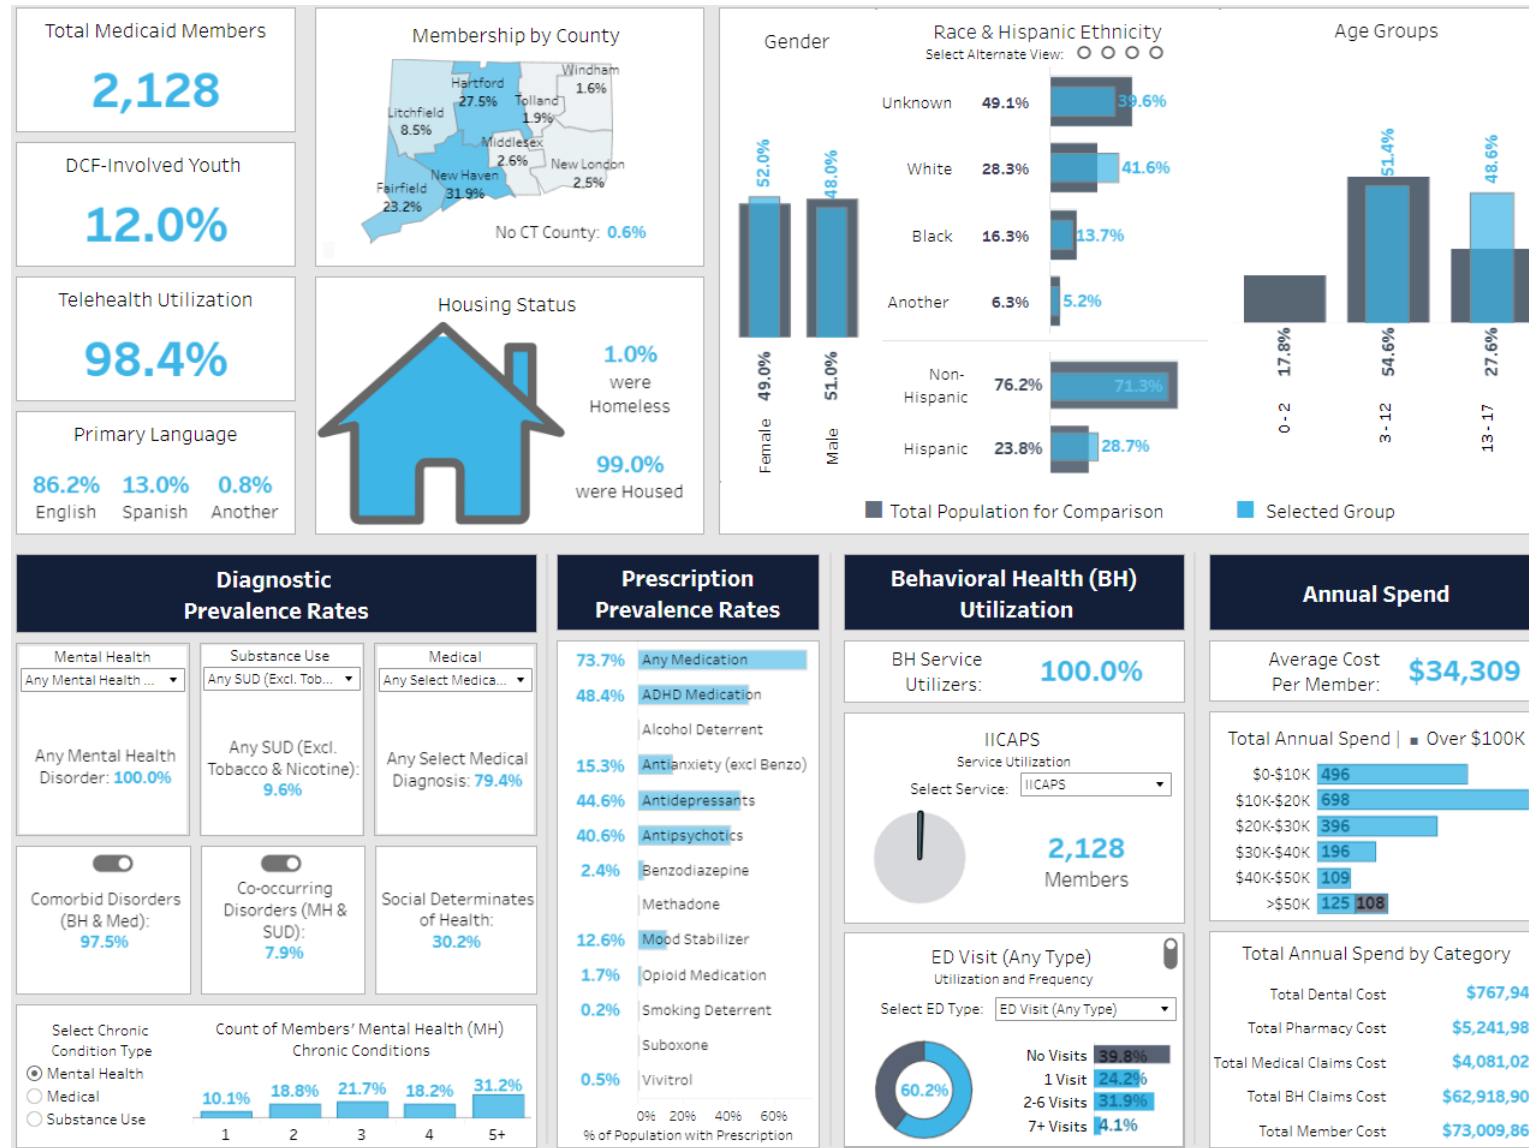 Total Medicaid Members
2,128
DCF-Involved Youth
12.0%
Telehealth Utilization
98.4%
Primary Language
86.2% 13.0% 0.8%
English Spanish Another
Membership by County
Windham
1.6%
Hartford
27.5%
Tolland
1.9%
Litchfield
8.5%
Middlesex
2.6%
New London
2.5%
New Haven
31.9%
Fairfield
23.2%
No CT County: 0.6%
Housing Status
1.0%
were
Homeless
99.0%
were Housed
Gender
52.0%
48.0%
49.0%
51.0%
Female
Male
Race & Hispanic Ethnicity
Select Alternate View:
Unknown 49.1% 39.6%
White 28.3% 41.6%
Black 16.3% 13.7%
Another 6.3% 5.2%
Non-
Hispanic 76.2% 71.3%
Hispanic 23.8% 28.7%
Age Groups
51.4%
48.6%
17.8%
54.6%
27.6%
0 - 2
3 - 12
13 - 17
Total Population for Comparison
Selected Group
Diagnostic
Prevalence Rates
Mental Health
Any Mental Health ...
Any Mental Health
Disorder: 100.0%
Substance Use
Any SUD (Excl. Tob...
Any SUD (Excl.
Tobacco & Nicotine):
9.6%
Medical
Any Select Medica...
Any Select Medical
Diagnosis: 79.4%
Comorbid Disorders
(BH & Med):
97.5%
Co-occurring
Disorders (MH &
SUD):
7.9%
Social Determinates
of Health:
30.2%
Select Chronic
Condition Type
Mental Health
Medical
Substance Use
Count of Members' Mental Health (MH)
Chronic Conditions
10.1% 18.8% 21.7% 18.2% 31.2%
1 2 3 4 5+
Prescription
Prevalence Rates
73.7% Any Medication
48.4% ADHD Medication
Alcohol Deterrent
15.3% Antianxiety (excl Benzo)
44.6% Antidepressants
40.6% Antipsychotics
2.4% Benzodiazepine
Methadone
12.6% Mood Stabilizer
1.7% Opioid Medication
0.2% Smoking Deterrent
Suboxone
0.5% Vivitrol
0% 20% 40% 60%
% of Population with Prescription
Behavioral Health (BH)
Utilization
BH Service
Utilizers: 100.0%
IICAPS
Service Utilization
Select Service: IICAPS
2,128
Members
ED Visit (Any Type)
Utilization and Frequency
Select ED Type: ED Visit (Any Type)
60.2%
No Visits 39.8%
1 Visit 24.2%
2-6 Visits 31.9%
7+ Visits 4.1%
Annual Spend
Average Cost
Per Member: $34,309
Total Annual Spend | Over $100K
$0-$10K 496
$10K-$20K 698
$20K-$30K 396
$30K-$40K 196
$40K-$50K 109
>$50K 125 108
Total Annual Spend by Category
Total Dental Cost $767,94
Total Pharmacy Cost $5,241,98
Total Medical Claims Cost $4,081,02
Total BH Claims Cost $62,918,90
Total Member Cost $73,009,86